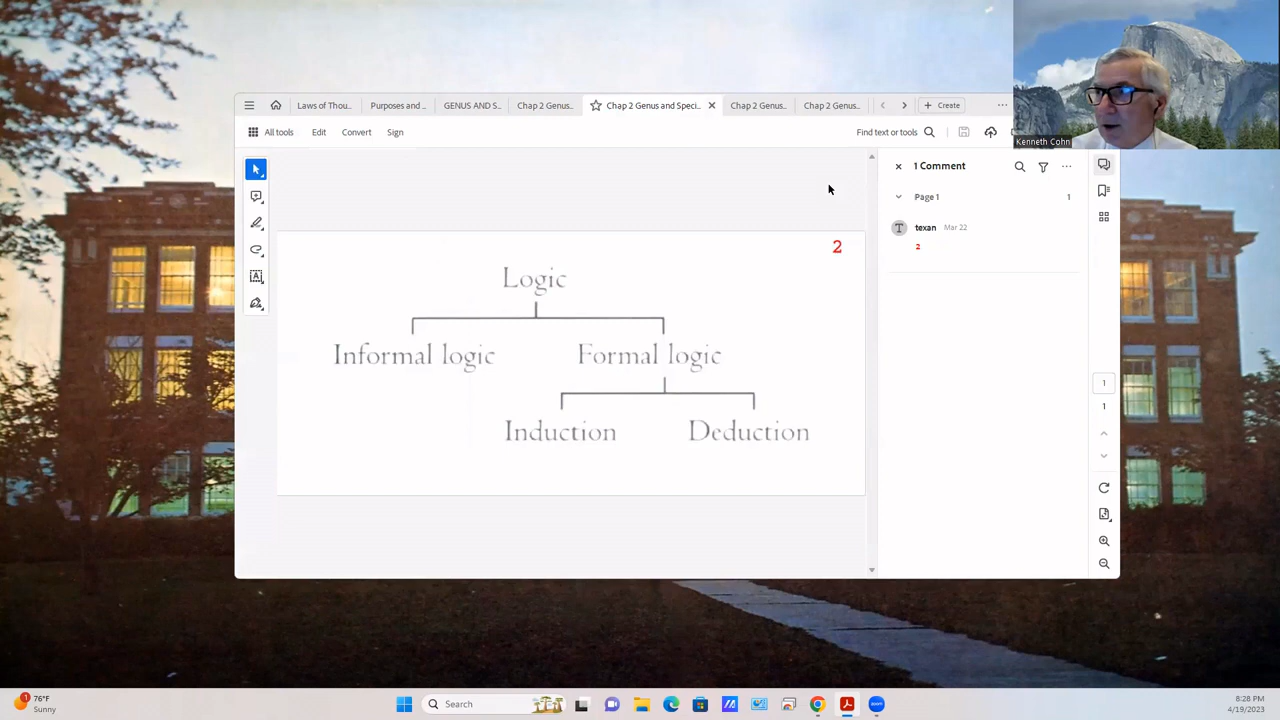 Kenneth Cohn
Laws of Thou...
Purposes and ...
GENUS AND S...
Chap 2 Genus...
Chap 2 Genus and Speci...
Chap 2 Genus...
Chap 2 Genus...
+ Create
All tools
Edit
Convert
Sign
Find text or tools
1 Comment
Page 1
1
T
texan
Mar 22
2
2
Logic
Informal logic
Formal logic
Induction
Deduction
1
1
1
76°F
Sunny
Search
zoom
8:28 PM
4/19/2023